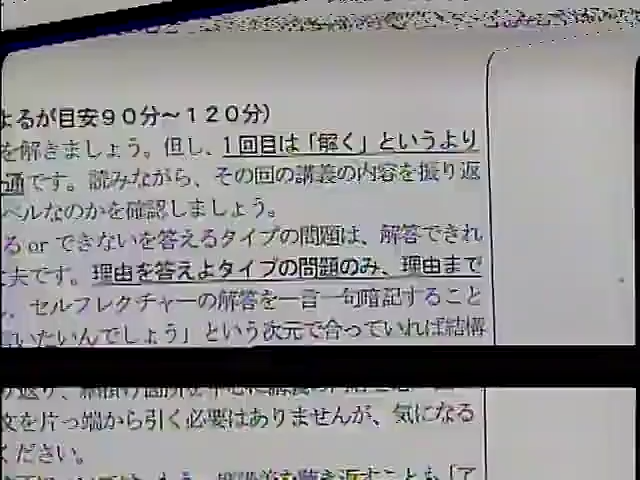 よるが目安90分～120分)
を解きましょう。但し、1回目は「解く」というより
通です。読みながら、その回の講義の内容を振り返
ベルなのかを確認しましょう。
る or できないを答えるタイプの問題は、解答できれ
丈夫です。理由を答えよタイプの問題のみ、理由まで
、セルフレクチャーの解答を一言一句暗記すること
いたいんでしょう」という次元で合っていれば結構
文を片っ端から引く必要はありませんが、気になる
ください。